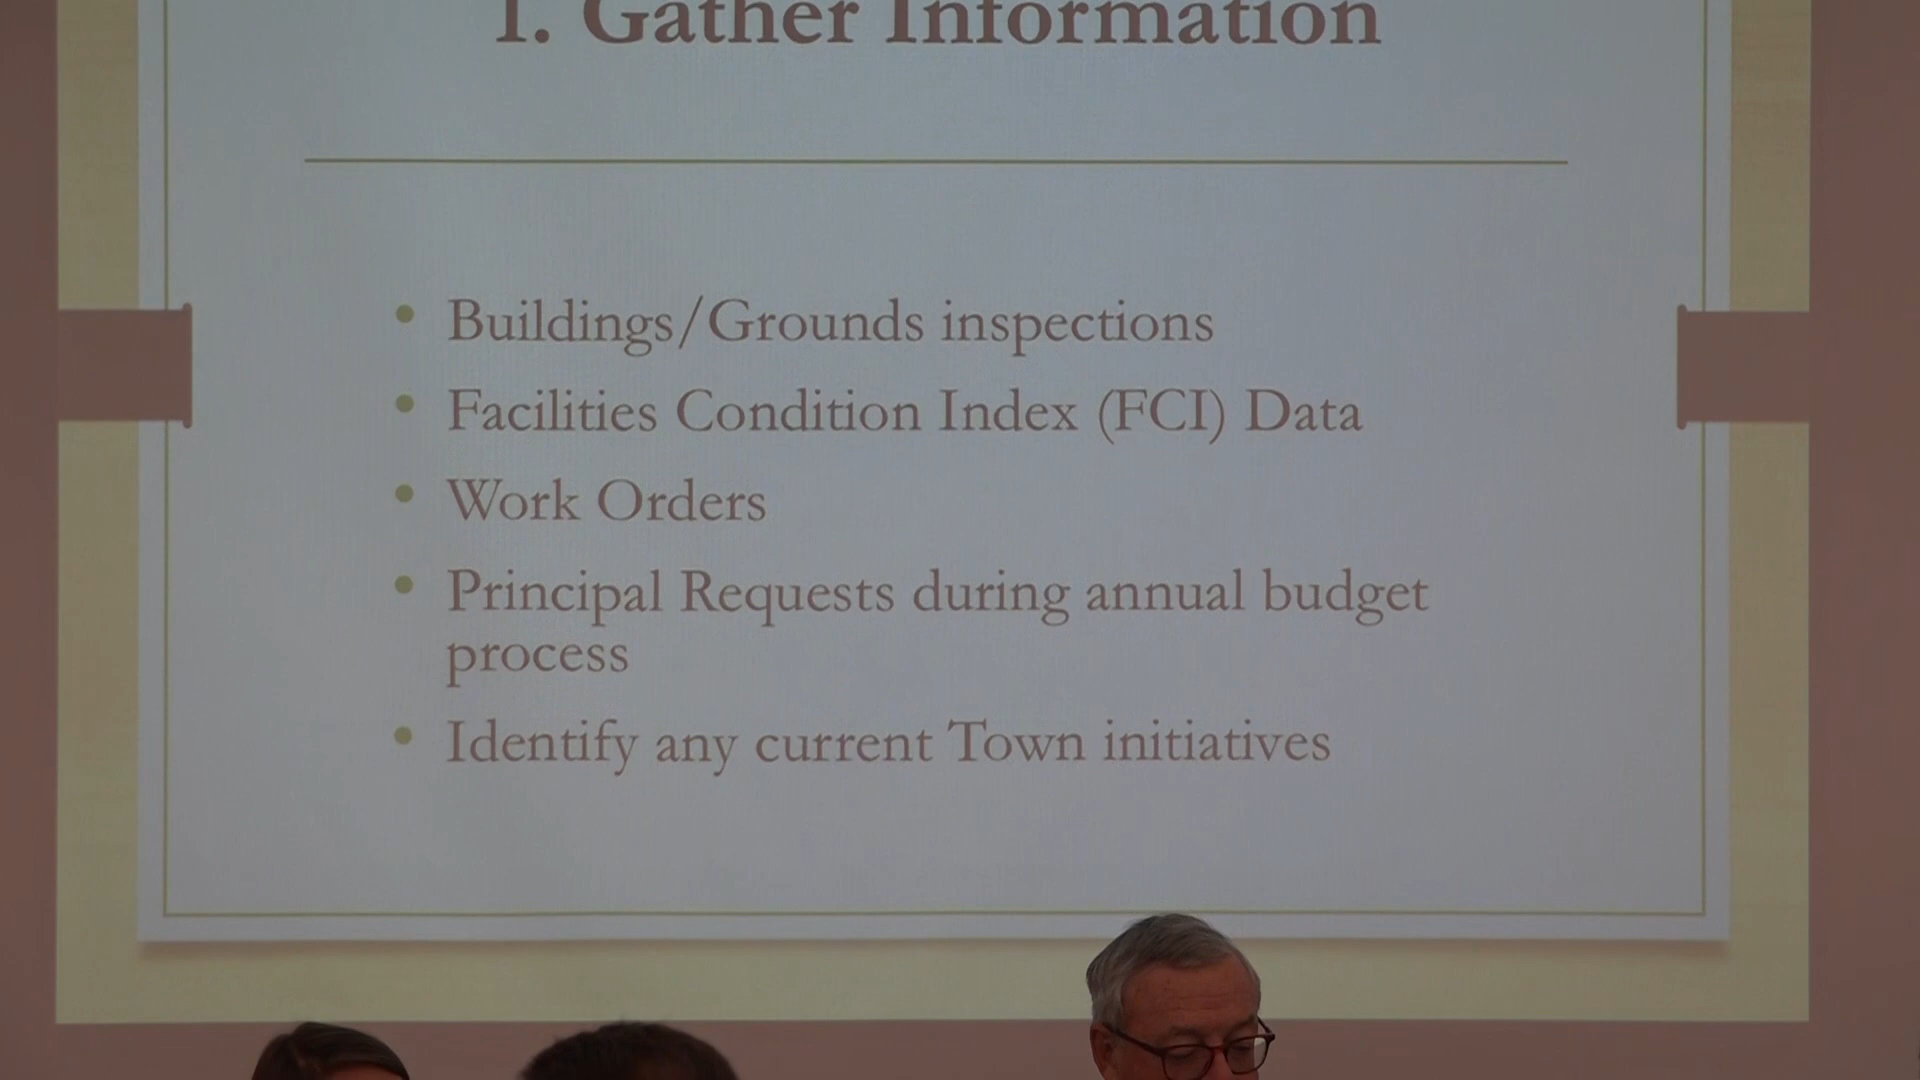 1. Gather Information
• Buildings/Grounds inspections
• Facilities Condition Index (FCI) Data
• Work Orders
• Principal Requests during annual budget
process
• Identify any current Town initiatives